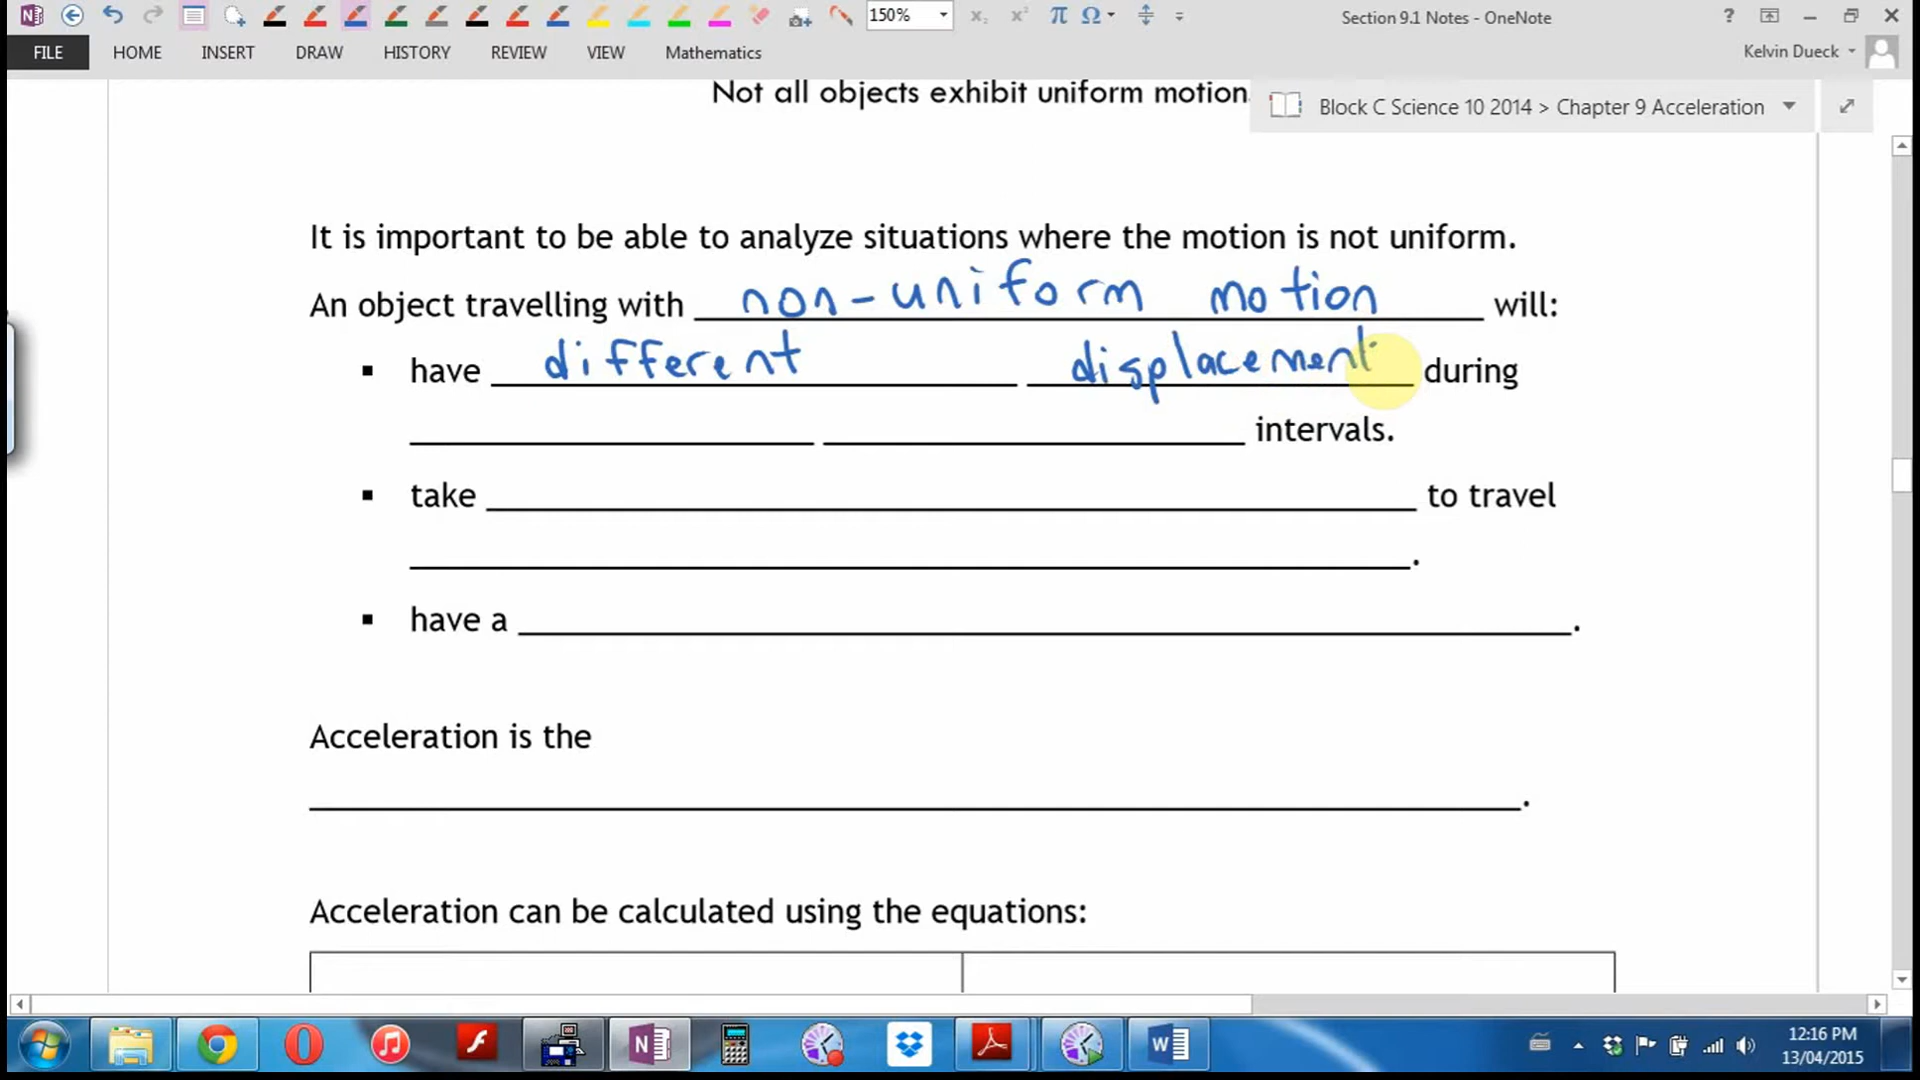 150%
x₂ x² π Ω
Section 9.1 Notes - OneNote
?
FILE HOME INSERT DRAW HISTORY REVIEW VIEW Mathematics
Kelvin Dueck
Not all objects exhibit uniform motion
Block C Science 10 2014 > Chapter 9 Acceleration
It is important to be able to analyze situations where the motion is not uniform.
An object travelling with non-uniform motion will:
▪ have different displacement during
intervals.
▪ take to travel
.
▪ have a .
Acceleration is the
.
Acceleration can be calculated using the equations:
12:16 PM
13/04/2015